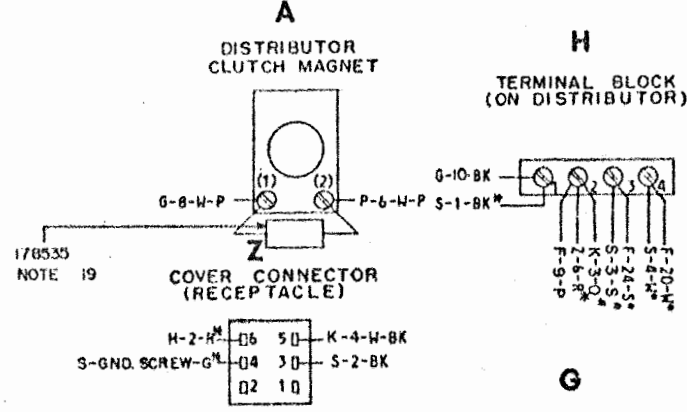 A
DISTRIBUTOR
CLUTCH MAGNET
(1)
(2)
G-8-W-P
P-6-W-P
178535
NOTE 19
Z
COVER CONNECTOR
(RECEPTACLE)
H-2-R*
6
5
K-4-W-BK
S-GND. SCREW-G*
4
3
S-2-BK
2
1
H
TERMINAL BLOCK
(ON DISTRIBUTOR)
G-10-BK
S-1-BK*
1
2
3
4
F-9-P
Z-6-R*
K-3-O*
S-3-S*
F-24-S*
S-4-W*
F-20-W*
G